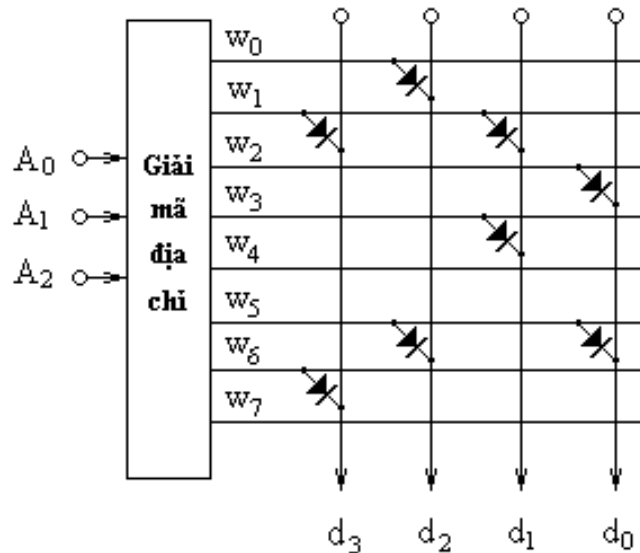 w₀
w₁
w₂
w₃
w₄
w₅
w₆
w₇
A₀
A₁
A₂
Giải
mã
địa
chỉ
d₃ d₂ d₁ d₀